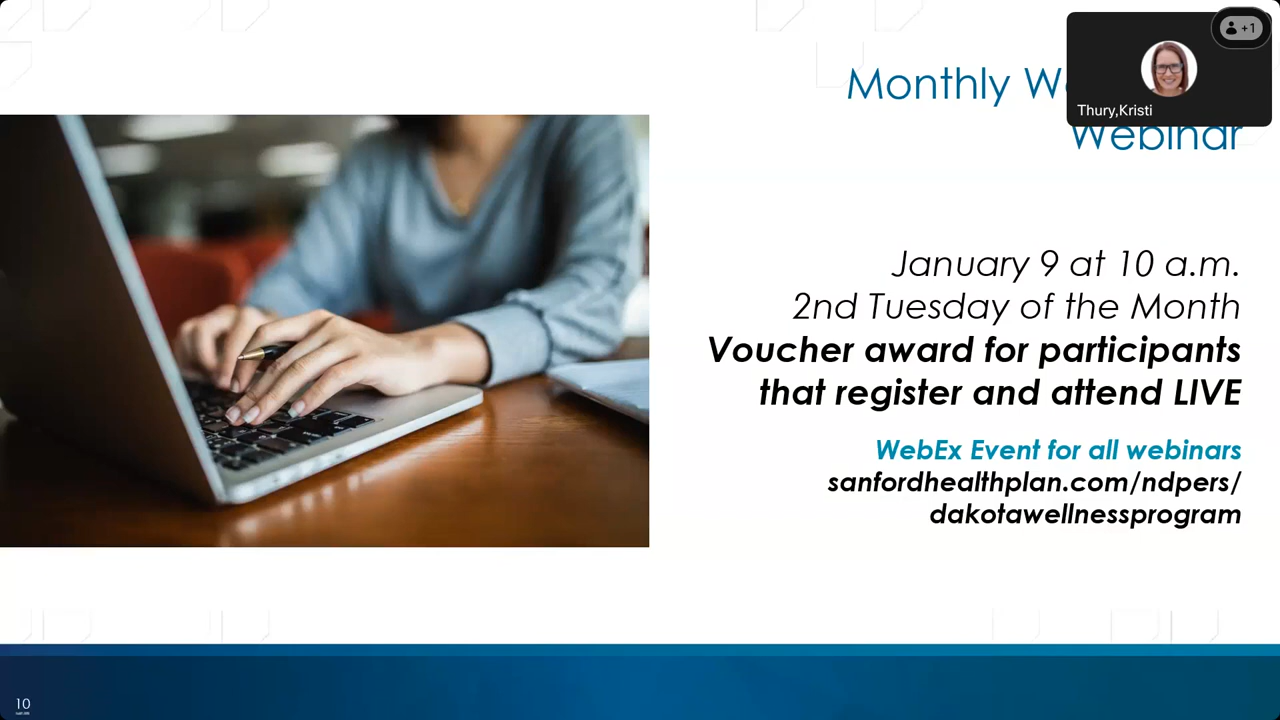 Monthly
Webinar
+1
Thury,Kristi
January 9 at 10 a.m.
2nd Tuesday of the Month
Voucher award for participants
that register and attend LIVE
WebEx Event for all webinars
sanfordhealthplan.com/ndpers/
dakotawellnessprogram
10